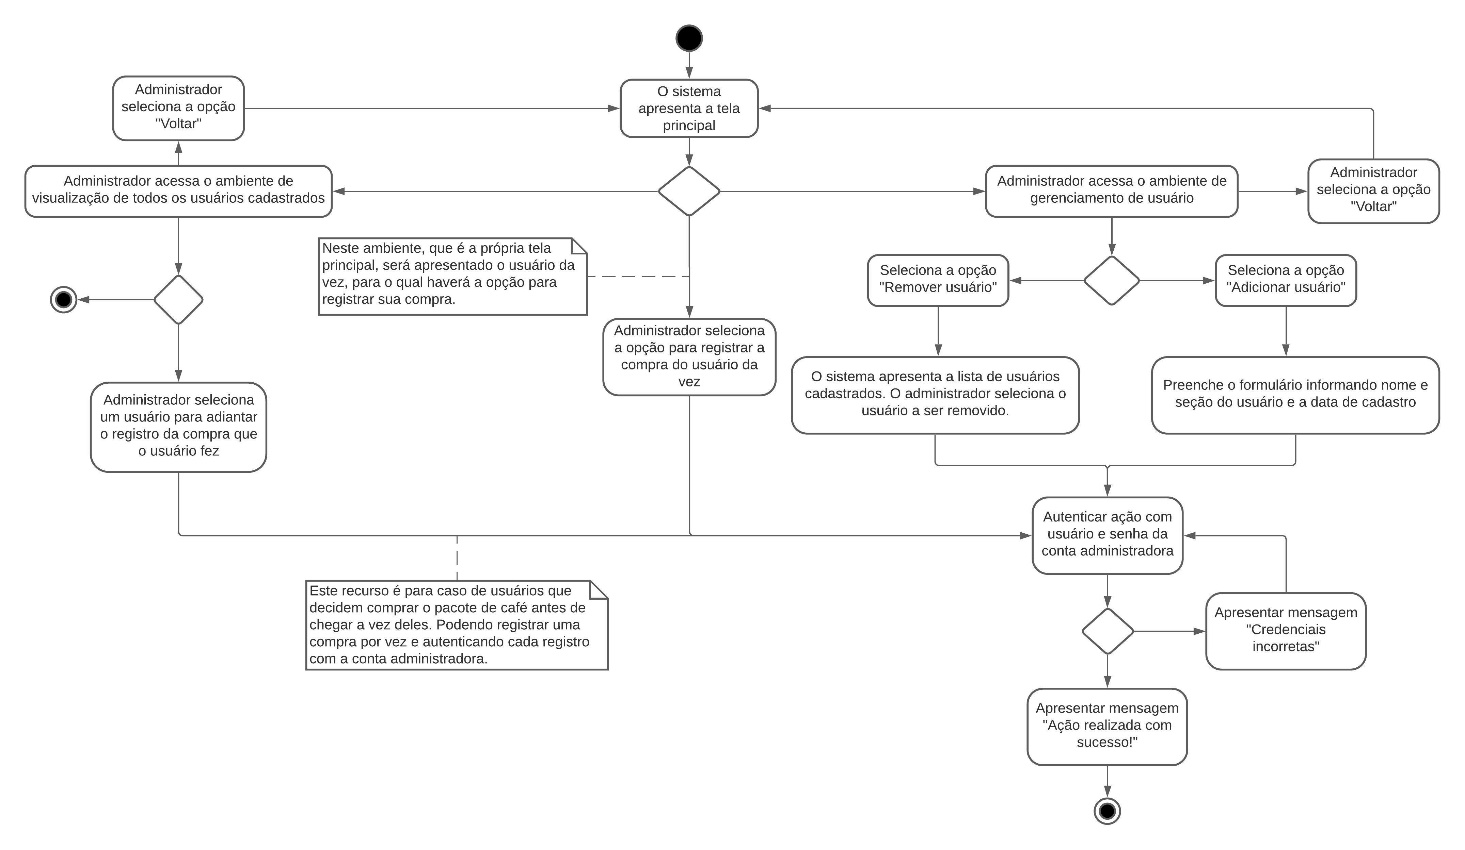 Administrador
seleciona a opção
"Voltar"
O sistema
apresenta a tela
principal
Administrador acessa o ambiente de
visualização de todos os usuários cadastrados
Administrador acessa o ambiente de
gerenciamento de usuário
Administrador
seleciona a opção
"Voltar"
Neste ambiente, que é a própria tela
principal, será apresentado o usuário da
vez, para o qual haverá a opção para
registrar sua compra.
Seleciona a opção
"Remover usuário"
Seleciona a opção
"Adicionar usuário"
Administrador seleciona
a opção para registrar a
compra do usuário da
vez
O sistema apresenta a lista de usuários
cadastrados. O administrador seleciona o
usuário a ser removido.
Preenche o formulário informando nome e
seção do usuário e a data de cadastro
Administrador seleciona
um usuário para adiantar
o registro da compra que
o usuário fez
Autenticar ação com
usuário e senha da
conta administradora
Este recurso é para caso de usuários que
decidem comprar o pacote de café antes de
chegar a vez deles. Podendo registrar uma
compra por vez e autenticando cada registro
com a conta administradora.
Apresentar mensagem
"Credenciais
incorretas"
Apresentar mensagem
"Ação realizada com
sucesso!"